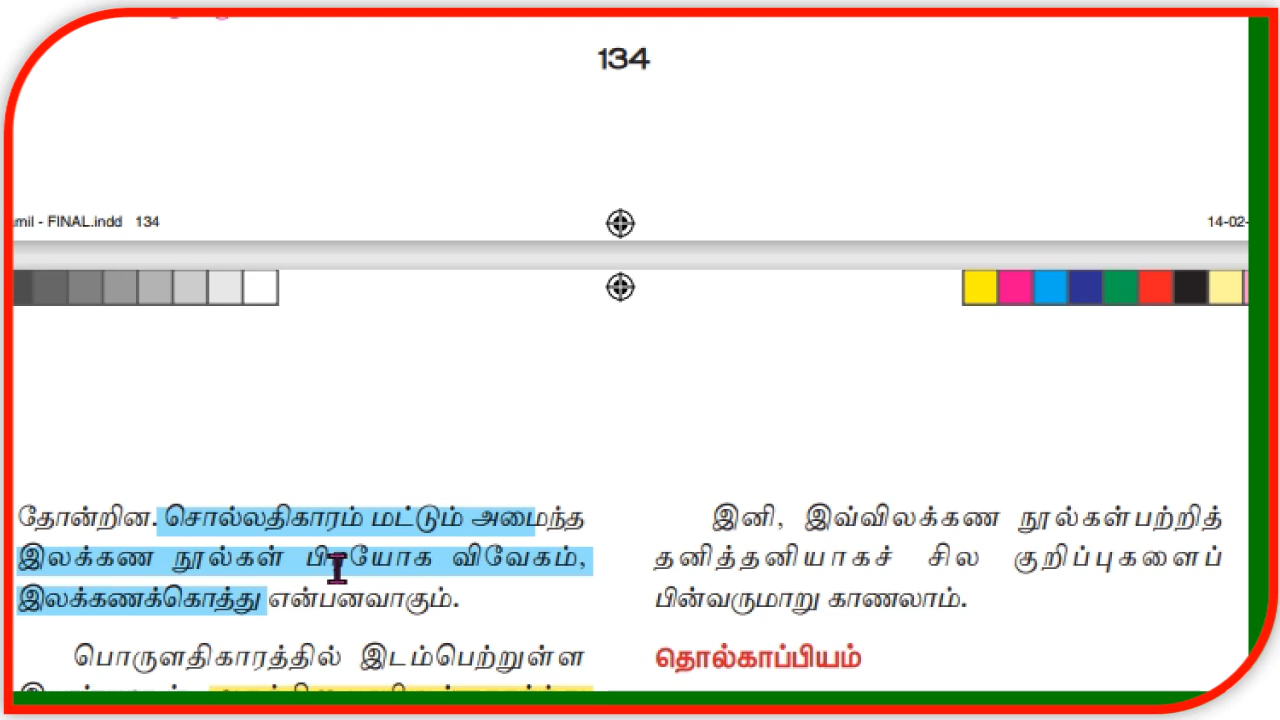 134
mil - FINAL.indd 134
14-02-
தோன்றின. சொல்லதிகாரம் மட்டும் அமைந்த
இலக்கண நூல்கள் பிரயோக விவேகம்,
இலக்கணக்கொத்து என்பனவாகும்.
பொருளதிகாரத்தில் இடம்பெற்றுள்ள
இனி, இவ்விலக்கண நூல்கள்பற்றித்
தனித்தனியாகச் சில குறிப்புகளைப்
பின்வருமாறு காணலாம்.
தொல்காப்பியம்